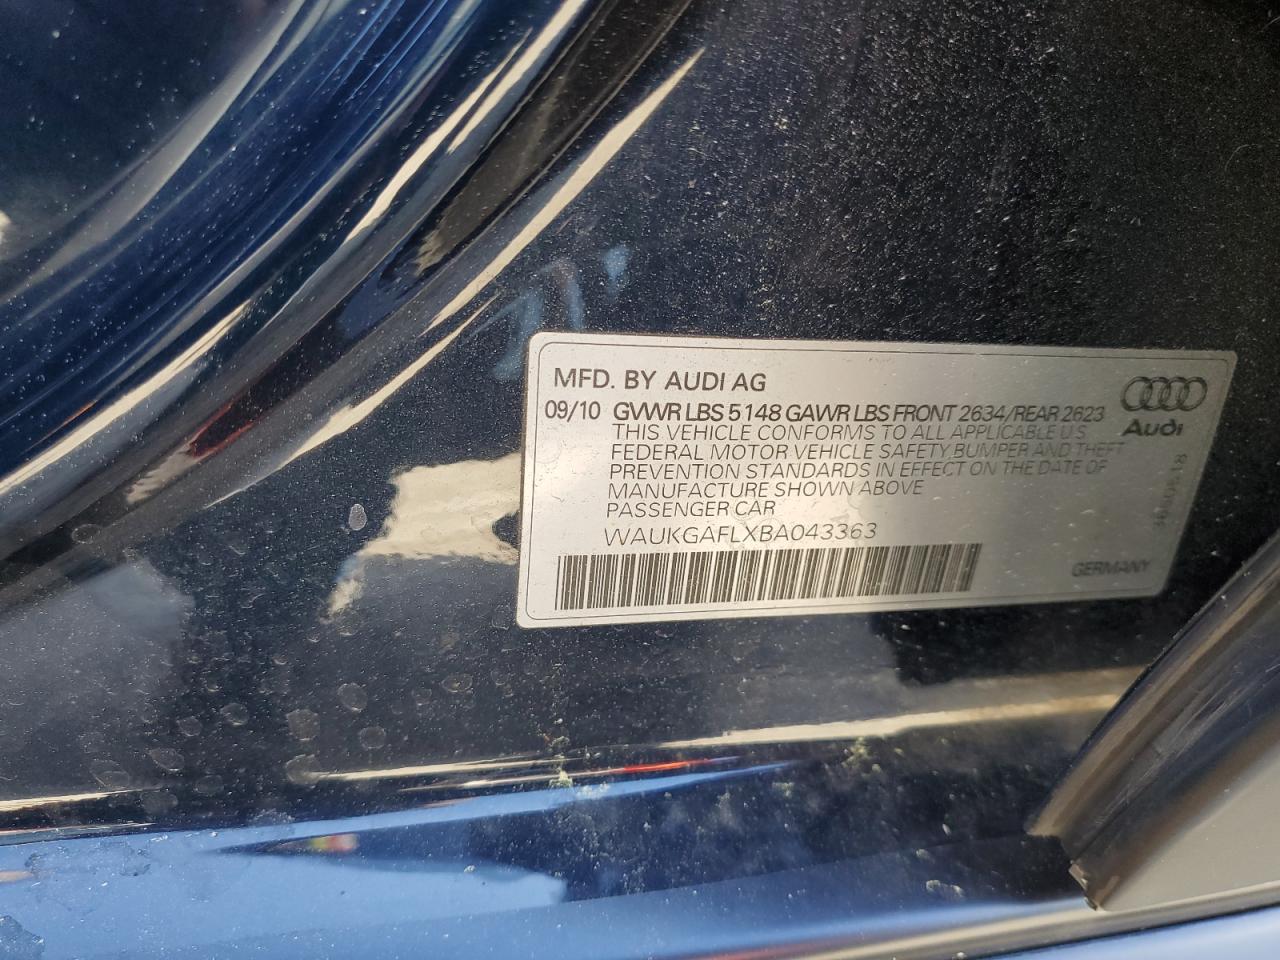 MFD. BY AUDI AG
09/10 GVWR LBS 5148 GAWR LBS FRONT 2634/REAR 2623
THIS VEHICLE CONFORMS TO ALL APPLICABLE U.S.
FEDERAL MOTOR VEHICLE SAFETY, BUMPER AND THEFT
PREVENTION STANDARDS IN EFFECT ON THE DATE OF
MANUFACTURE SHOWN ABOVE
PASSENGER CAR
WAUKGAFLXBA043363
Audi
GERMANY